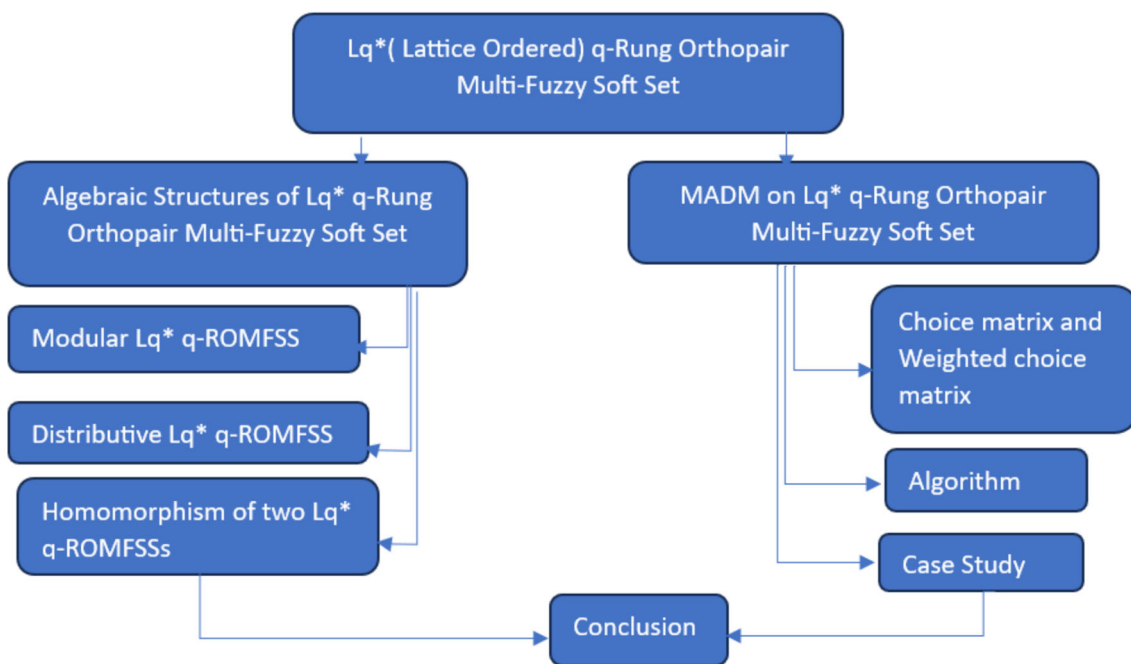 Lq*( Lattice Ordered) q-Rung Orthopair
Multi-Fuzzy Soft Set
Algebraic Structures of Lq* q-Rung
Orthopair Multi-Fuzzy Soft Set
MADM on Lq* q-Rung Orthopair
Multi-Fuzzy Soft Set
Modular Lq* q-ROMFSS
Distributive Lq* q-ROMFSS
Homomorphism of two Lq*
q-ROMFSSs
Choice matrix and
Weighted choice
matrix
Algorithm
Case Study
Conclusion